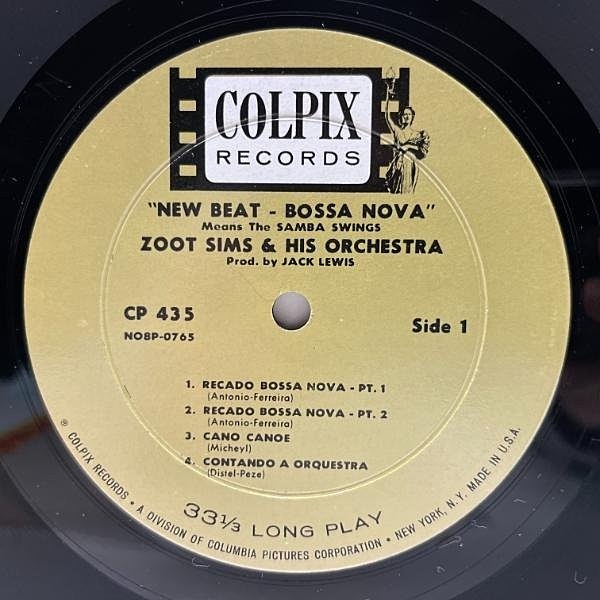 COLPIX
RECORDS
"NEW BEAT - BOSSA NOVA"
Means The SAMBA SWINGS
ZOOT SIMS & HIS ORCHESTRA
Prod. by JACK LEWIS
CP 435
NO8P-0765
Side 1
1. RECADO BOSSA NOVA - PT. 1
(Antonio-Ferreira)
2. RECADO BOSSA NOVA - PT. 2
(Antonio-Ferreira)
3. CANO CANOE
(Micheyl)
4. CONTANDO A ORQUESTRA
(Distel-Peze)
33 1/3 LONG PLAY
℗ COLPIX RECORDS • A DIVISION OF COLUMBIA PICTURES CORPORATION • NEW YORK, N.Y. MADE IN U.S.A.